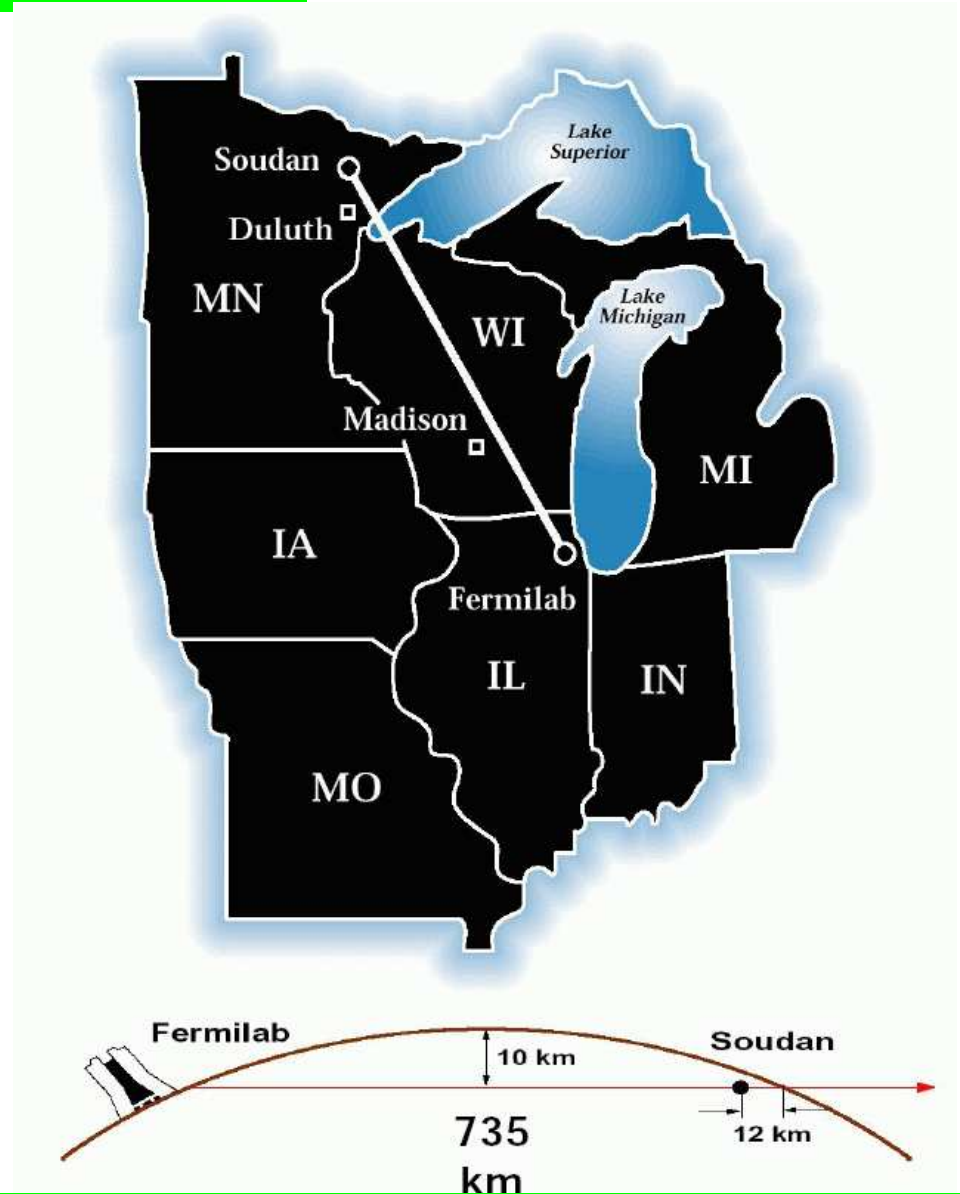 Lake
Superior
Soudan
Duluth
MN
Lake
Michigan
WI
Madison
MI
IA
Fermilab
IL
IN
MO
Fermilab
Soudan
10 km
735
km
12 km